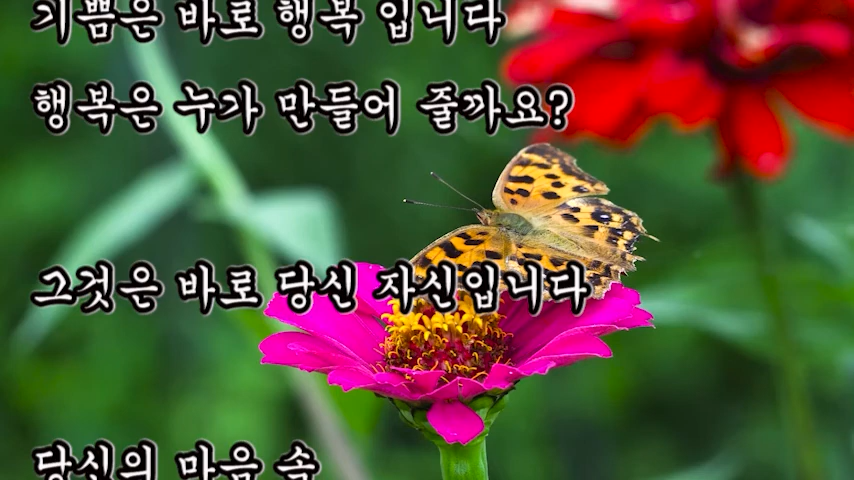 기쁨은 바로 행복 입니다
행복은 누가 만들어 줄까요?
그것은 바로 당신 자신입니다
당신의 마음 속